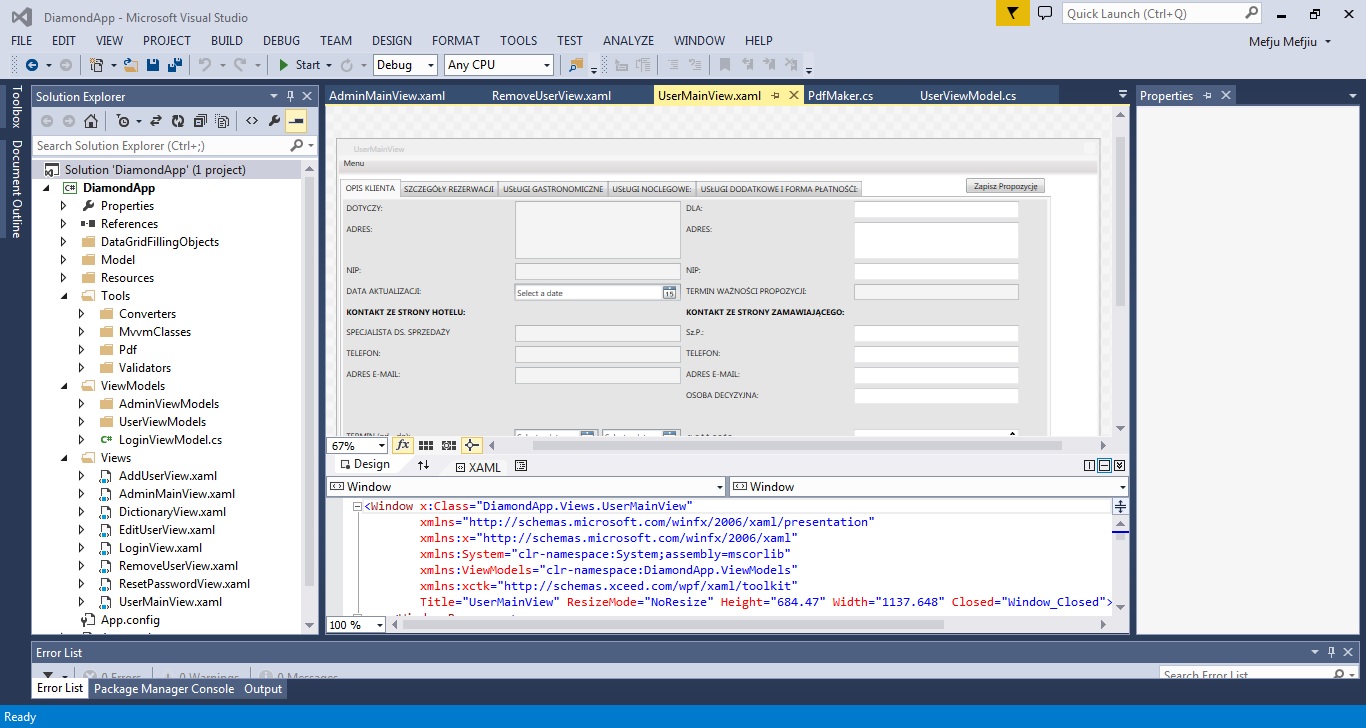 DiamondApp - Microsoft Visual Studio
Quick Launch (Ctrl+Q)
FILE EDIT VIEW PROJECT BUILD DEBUG TEAM DESIGN FORMAT TOOLS TEST ANALYZE WINDOW HELP
Mefju Mefjiu
Start Debug Any CPU
Toolbox
Document Outline
Solution Explorer
Search Solution Explorer (Ctrl+;)
Solution 'DiamondApp' (1 project)
C# DiamondApp
Properties
References
DataGridFillingObjects
Model
Resources
Tools
Converters
MvvmClasses
Pdf
Validators
ViewModels
AdminViewModels
UserViewModels
C# LoginViewModel.cs
Views
AddUserView.xaml
AdminMainView.xaml
DictionaryView.xaml
EditUserView.xaml
LoginView.xaml
RemoveUserView.xaml
ResetPasswordView.xaml
UserMainView.xaml
App.config
AdminMainView.xaml RemoveUserView.xaml UserMainView.xaml PdfMaker.cs UserViewModel.cs
UserMainView
Menu
OPIS KLIENTA SZCZEGÓŁY REZERWACJI USŁUGI GASTRONOMICZNE USŁUGI NOCLEGOWE: USŁUGI DODATKOWE I FORMA PŁATNOŚCI: Zapisz Propozycję
DOTYCZY: DLA:
ADRES: ADRES:
NIP: NIP:
DATA AKTUALIZACJI: Select a date 15 TERMIN WAŻNOŚCI PROPOZYCJI:
KONTAKT ZE STRONY HOTELU: KONTAKT ZE STRONY ZAMAWIAJĄCEGO:
SPECJALISTA DS. SPRZEDAŻY Sz.P.:
TELEFON: TELEFON:
ADRES E-MAIL: ADRES E-MAIL:
OSOBA DECYZYJNA:
67% fx
Design XAML
Window Window
<Window x:Class="DiamondApp.Views.UserMainView"
xmlns="http://schemas.microsoft.com/winfx/2006/xaml/presentation"
xmlns:x="http://schemas.microsoft.com/winfx/2006/xaml"
xmlns:System="clr-namespace:System;assembly=mscorlib"
xmlns:ViewModels="clr-namespace:DiamondApp.ViewModels"
xmlns:xctk="http://schemas.xceed.com/wpf/xaml/toolkit"
Title="UserMainView" ResizeMode="NoResize" Height="684.47" Width="1137.648" Closed="Window_Closed">
100 %
Properties
Error List
0 Errors 0 Warnings 0 Messages Search Error List
Error List Package Manager Console Output
Ready